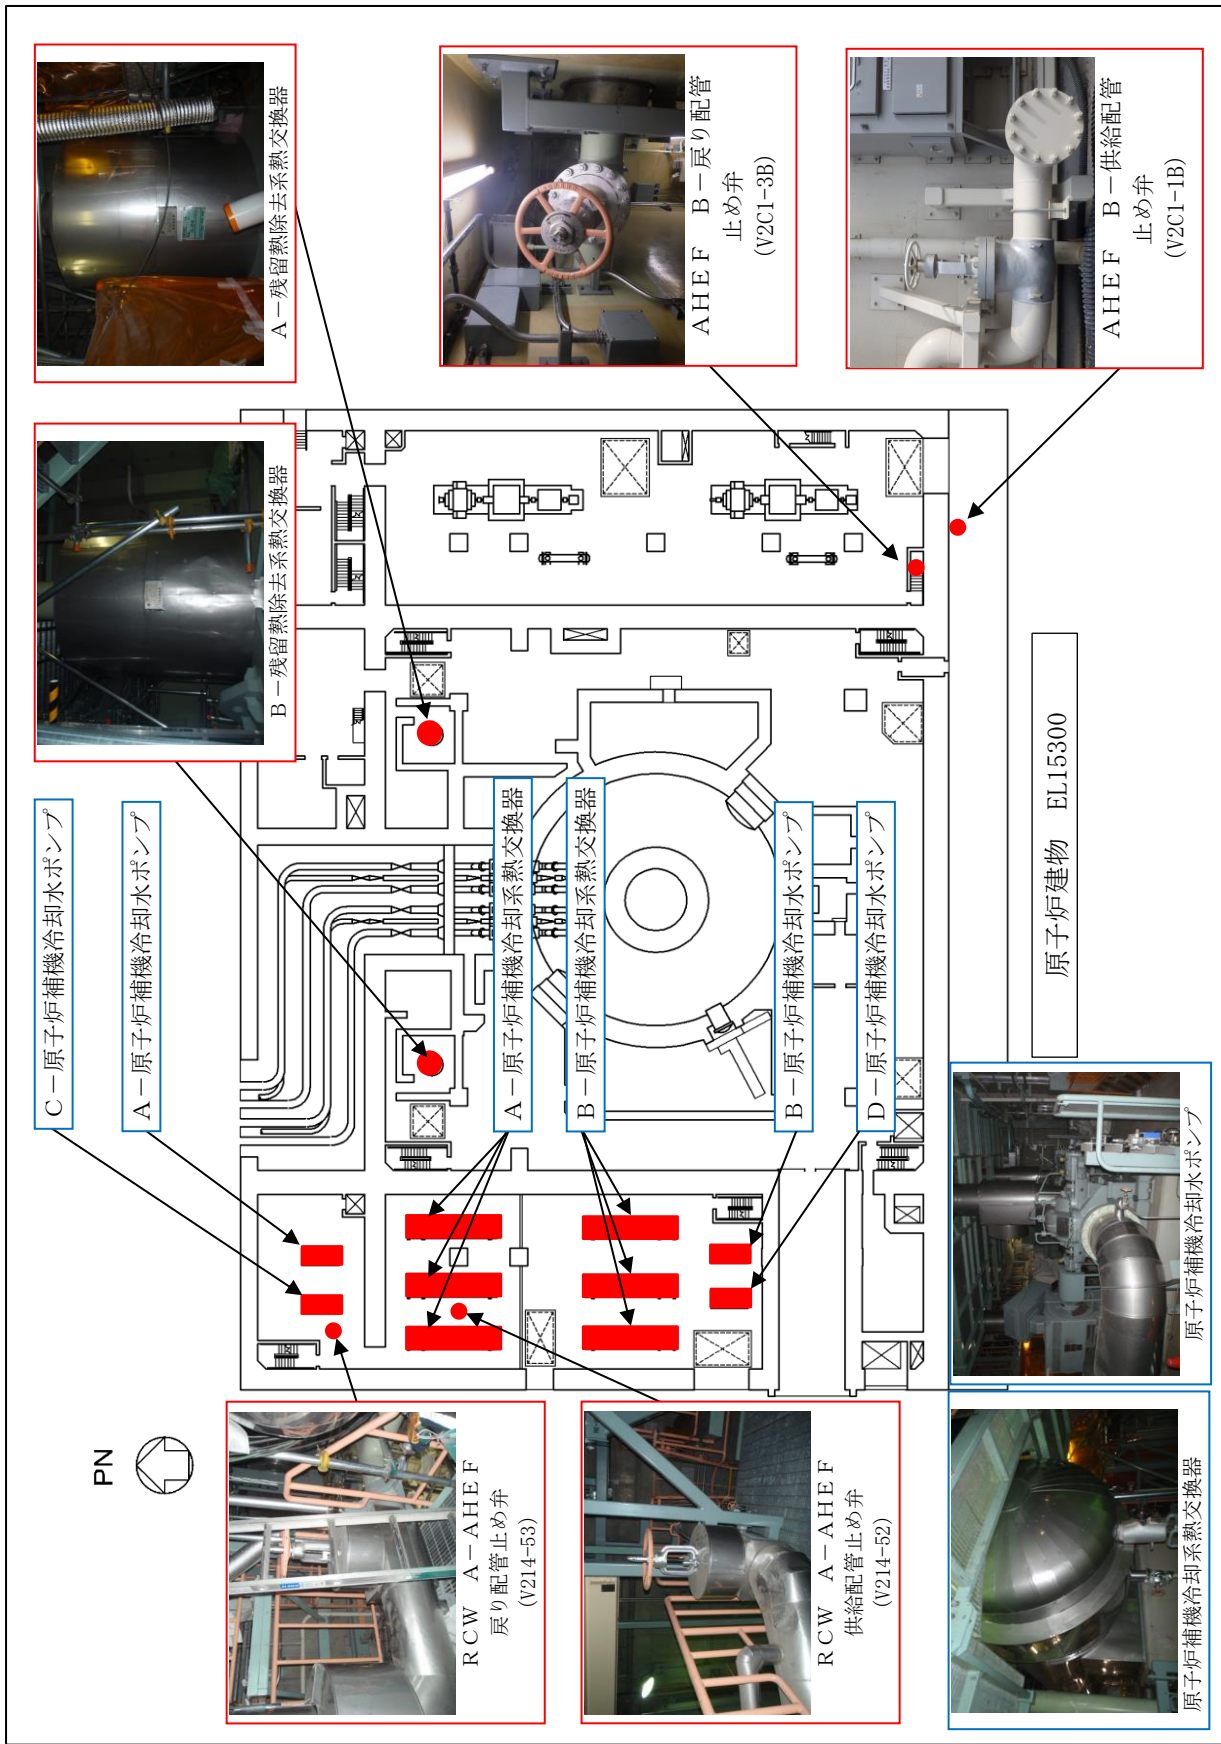 A－残留熱除去系熱交換器
B－残留熱除去系熱交換器
C－原子炉補機冷却水ポンプ
A－原子炉補機冷却水ポンプ
AHEF B－戻り配管
止め弁
(V2C1-3B)
AHEF B－供給配管
止め弁
(V2C1-1B)
A－原子炉補機冷却系熱交換器
B－原子炉補機冷却系熱交換器
B－原子炉補機冷却水ポンプ
D－原子炉補機冷却水ポンプ
原子炉建物 EL15300
PN
RCW A－AHEF
戻り配管止め弁
(V214-53)
RCW A－AHEF
供給配管止め弁
(V214-52)
原子炉補機冷却系熱交換器
原子炉補機冷却水ポンプ